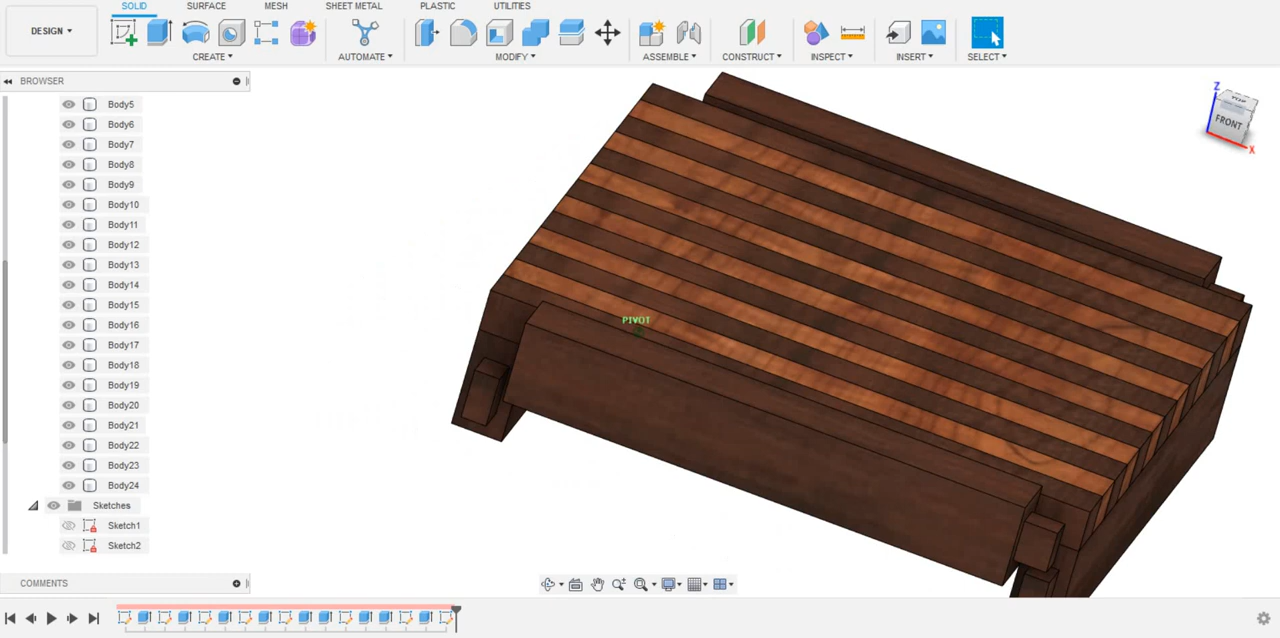 SOLID SURFACE MESH SHEET METAL PLASTIC UTILITIES
DESIGN
CREATE AUTOMATE MODIFY ASSEMBLE CONSTRUCT INSPECT INSERT SELECT
BROWSER
Body5
Body6
Body7
Body8
Body9
Body10
Body11
Body12
Body13
Body14
Body15
Body16
Body17
Body18
Body19
Body20
Body21
Body22
Body23
Body24
Sketches
Sketch1
Sketch2
COMMENTS
PIVOT
Z
TOP
FRONT
X